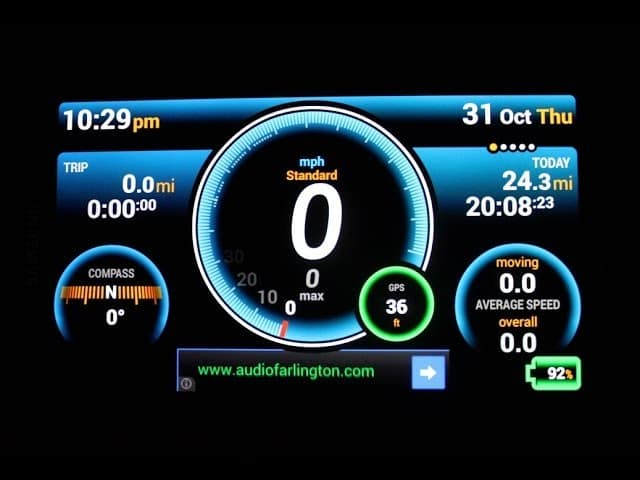 10:29pm
31 Oct Thu
TRIP
0.0mi
0:00:00
TODAY
24.3mi
20:08:23
mph
Standard
0
0
max
30
20
10
0
COMPASS
N
0°
GPS
36
ft
moving
0.0
AVERAGE SPEED
overall
0.0
www.audiofarlington.com
92%